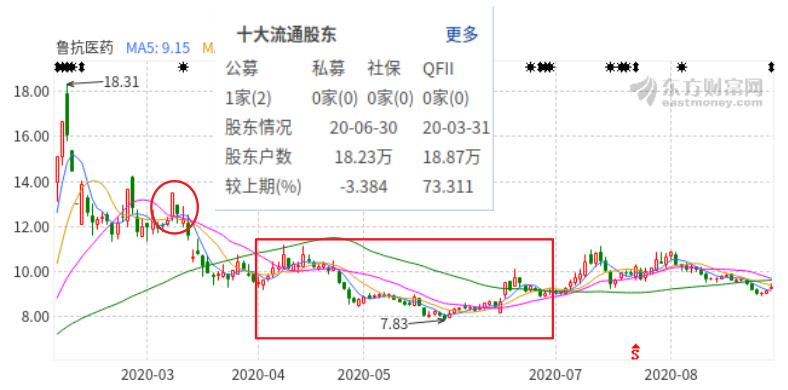 十大流通股东 更多
鲁抗医药 MA5: 9.15 MA
公募 私募 社保 QFII
1家(2) 0家(0) 0家(0) 0家(0)
股东情况 20-06-30 20-03-31
股东户数 18.23万 18.87万
较上期(%) -3.384 73.311
18.31
东方财富网
eastmoney.com
18.00
16.00
14.00
12.00
10.00
8.00
7.83
S
2020-03 2020-04 2020-05 2020-07 2020-08